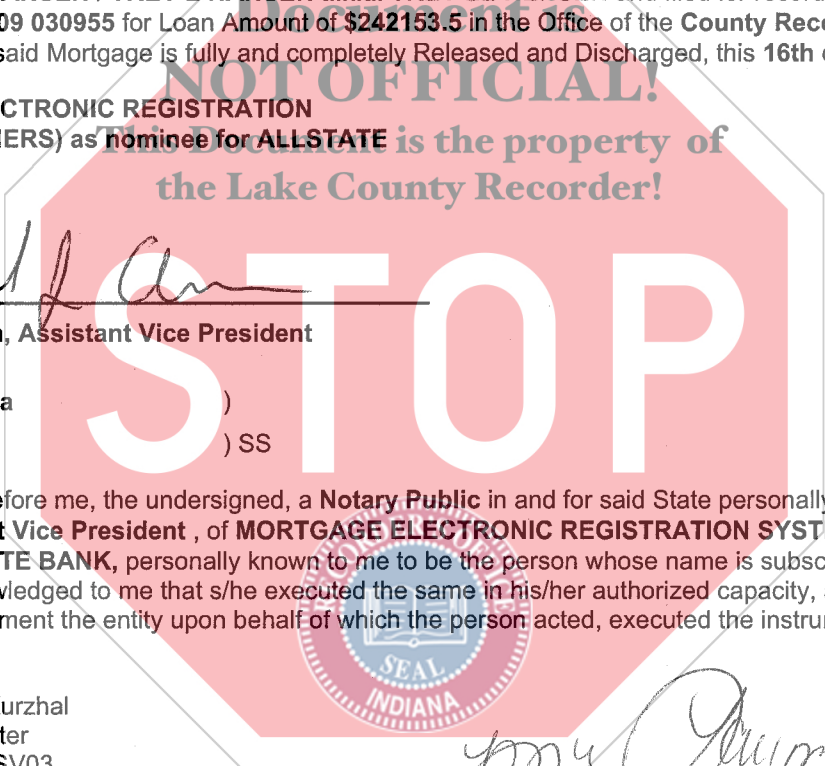 09 030955 for Loan Amount of $242153.5 in the Office of the County Reco
said Mortgage is fully and completely Released and Discharged, this 16th
NOT OFFICIAL!
CTRONIC REGISTRATION
ERS) as nominee for ALLSTATE
This Document is the property of
the Lake County Recorder!
STOP
, Assistant Vice President
a )
) SS
efore me, the undersigned, a Notary Public in and for said State personally
t Vice President , of MORTGAGE ELECTRONIC REGISTRATION SYST
TE BANK, personally known to me to be the person whose name is subsc
wledged to me that s/he executed the same in his/her authorized capacity,
ment the entity upon behalf of which the person acted, executed the instru
SEAL
INDIANA
urzhal
ter
SV03